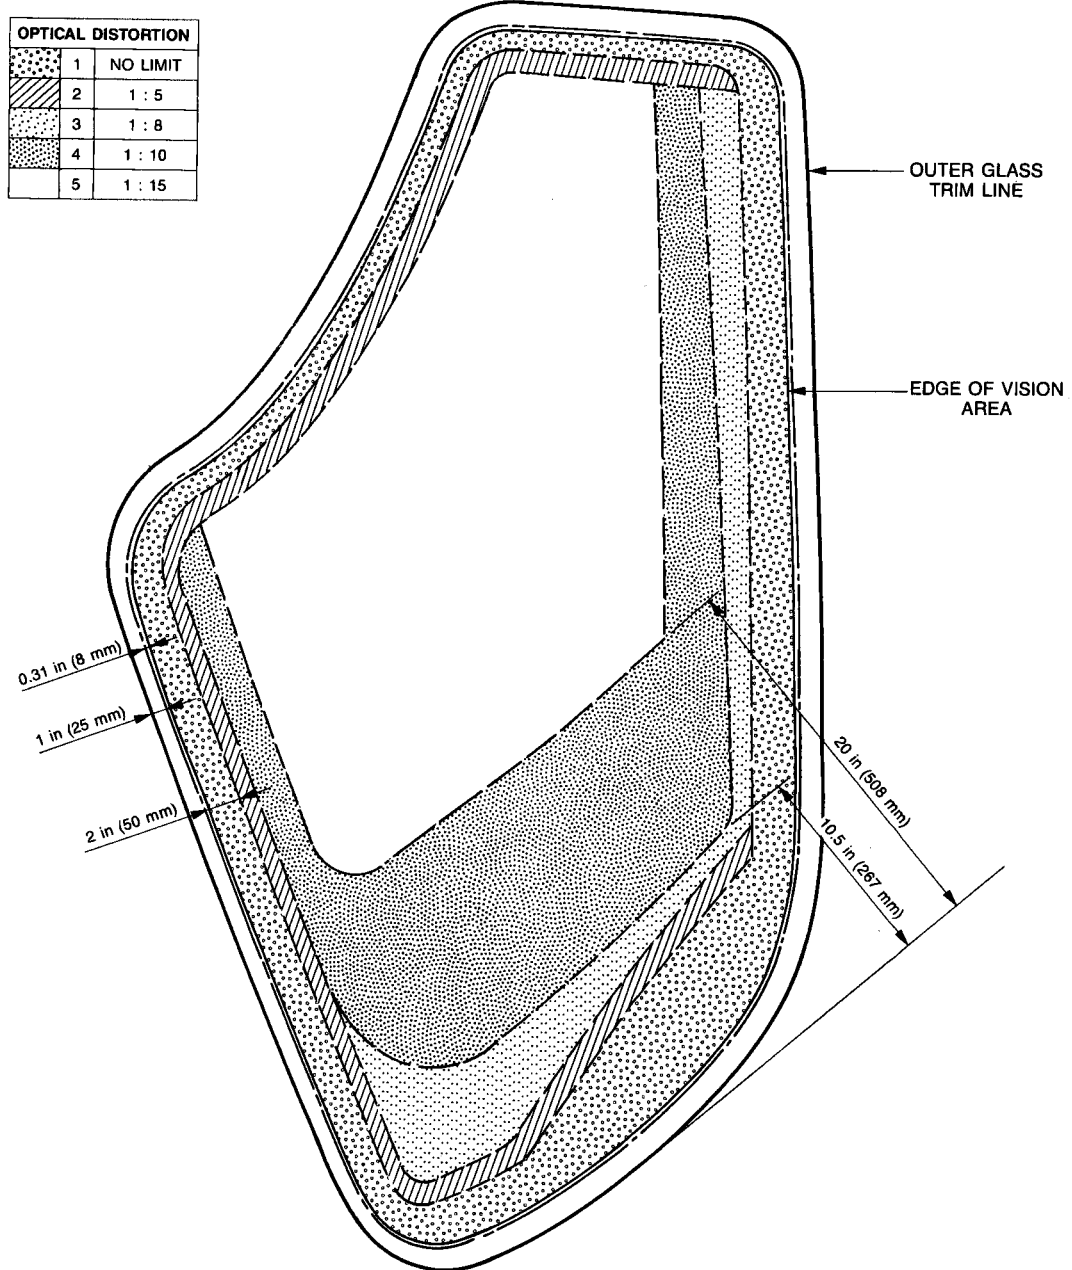 OPTICAL DISTORTION
1 NO LIMIT
2 1 : 5
3 1 : 8
4 1 : 10
5 1 : 15
OUTER GLASS
TRIM LINE
EDGE OF VISION
AREA
0.31 in (8 mm)
1 in (25 mm)
2 in (50 mm)
20 in (508 mm)
10.5 in (267 mm)